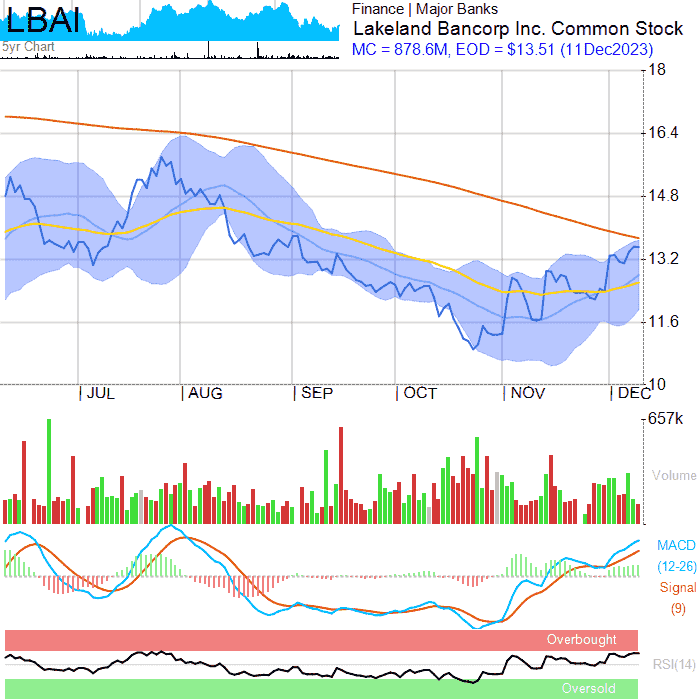 LBAI
5yr Chart
Finance | Major Banks
Lakeland Bancorp Inc. Common Stock
MC = 878.6M, EOD = $13.51 (11Dec2023)
18
16.4
14.8
13.2
11.6
10
| JUL | AUG | SEP | OCT | NOV | DEC
657k
Volume
MACD
(12-26)
Signal
(9)
Overbought
RSI(14)
Oversold